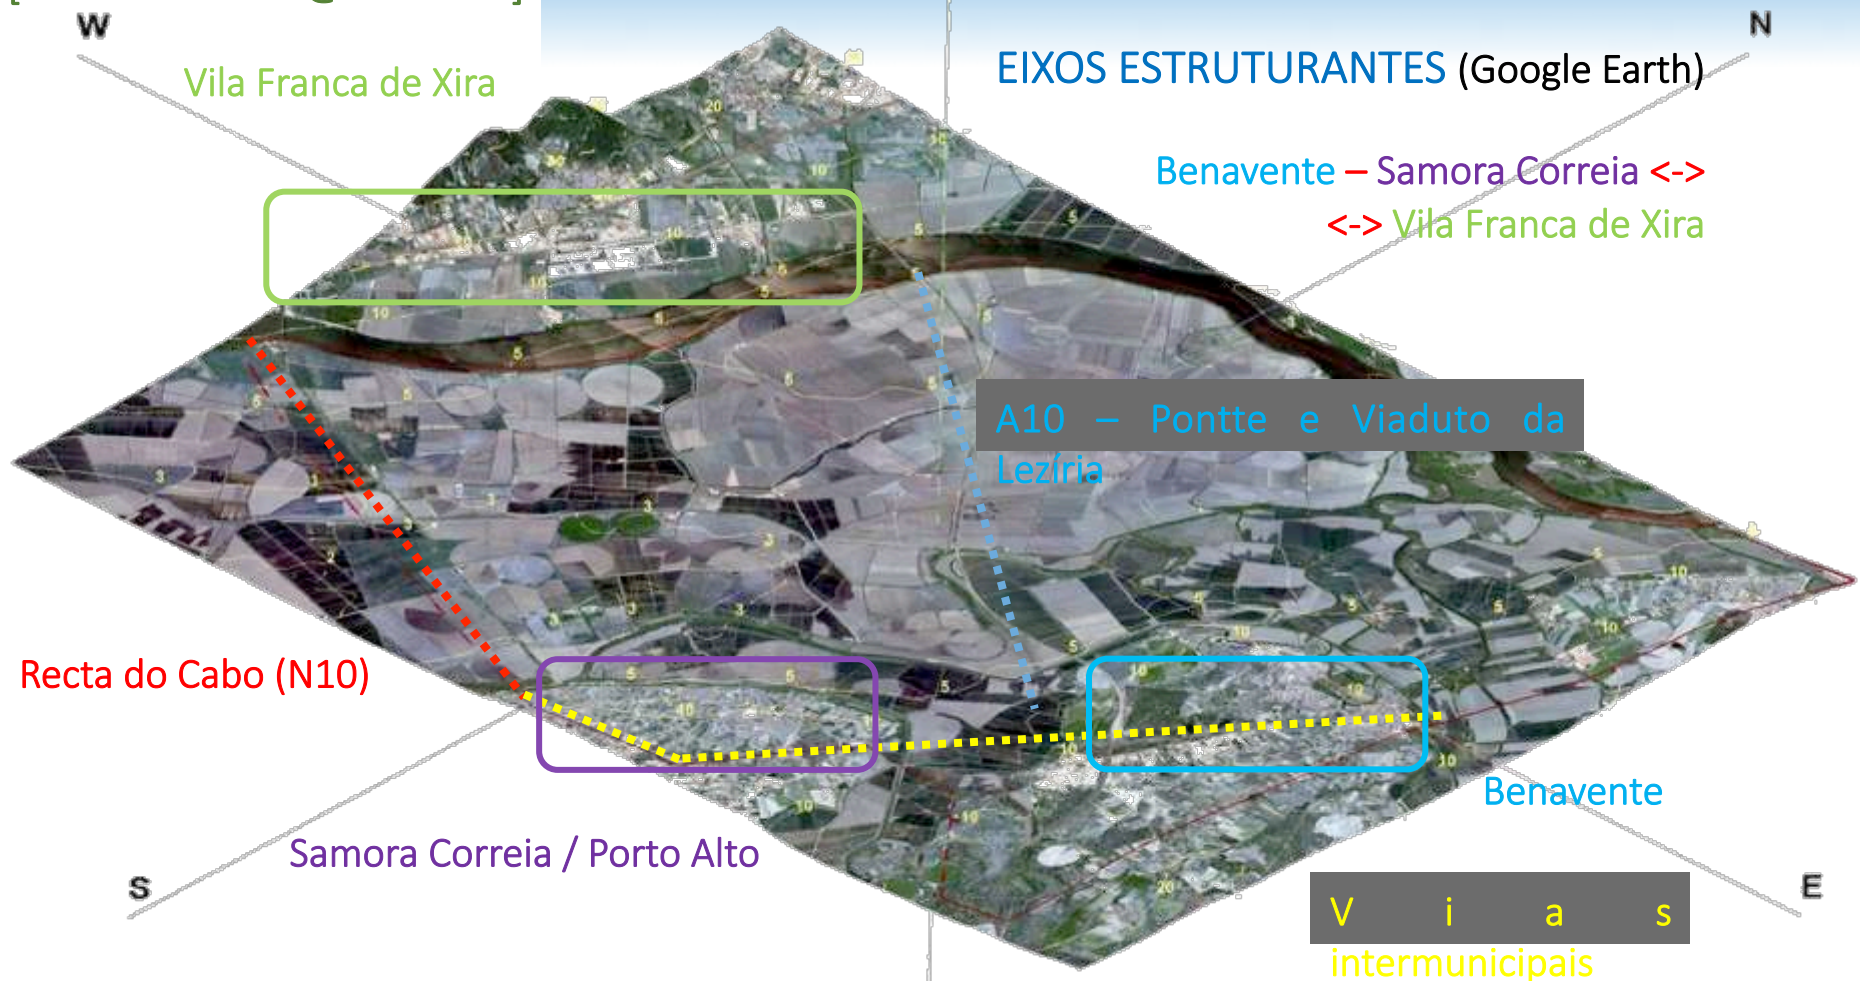 W
N
Vila Franca de Xira
EIXOS ESTRUTURANTES (Google Earth)
Benavente – Samora Correia <->
<-> Vila Franca de Xira
A10 – Pontte e Viaduto da
Lezíria
Recta do Cabo (N10)
Benavente
Samora Correia / Porto Alto
S
E
V i a s
intermunicipais